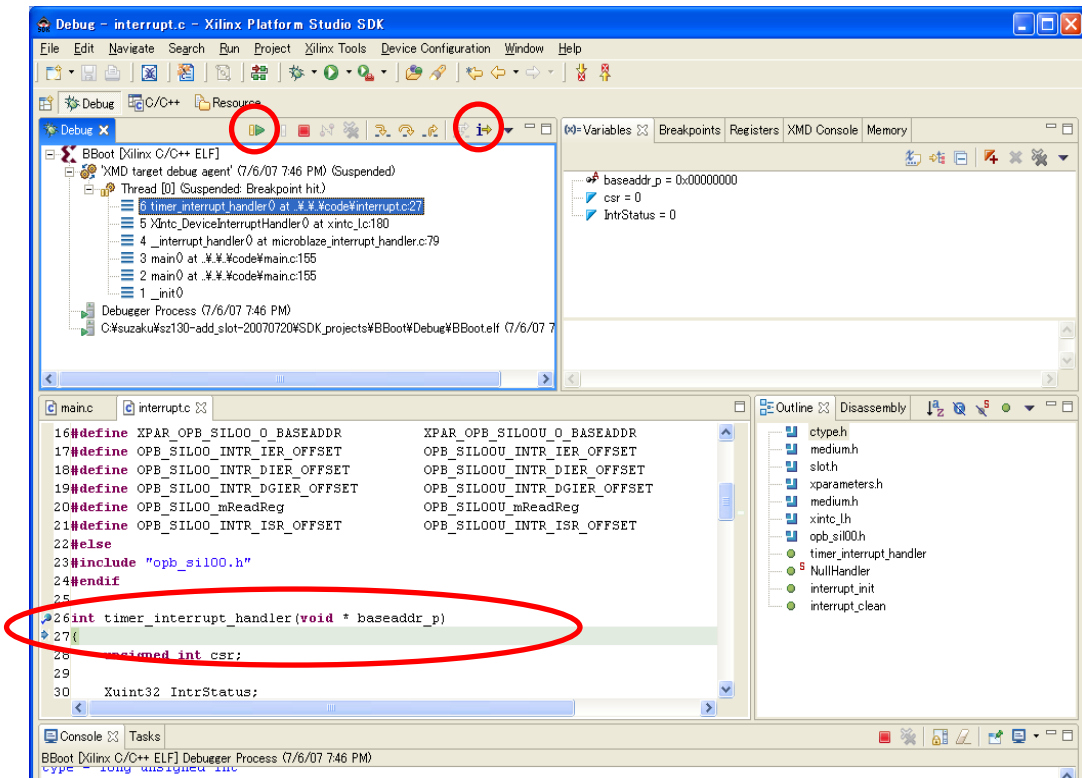 Debug - interrupt.c - Xilinx Platform Studio SDK
File Edit Navigate Search Run Project Xilinx Tools Device Configuration Window Help
Debug C/C++ Resource
Debug
BBoot [Xilinx C/C++ ELF]
'XMD target debug agent' (7/6/07 7:46 PM) (Suspended)
Thread [0] (Suspended: Breakpoint hit.)
6 timer_interrupt_handler() at ..¥.¥.¥code¥interrupt.c:27
5 XIntc_DeviceInterruptHandler() at xintc_l.c:180
4 _interrupt_handler() at microblaze_interrupt_handler.c:79
3 main() at ..¥.¥.¥code¥main.c:155
2 main() at ..¥.¥.¥code¥main.c:155
1 _init()
Debugger Process (7/6/07 7:46 PM)
C:¥suzaku¥sz130-add_slot-20070720¥SDK_projects¥BBoot¥Debug¥BBoot.elf (7/6/07 7
(x)=Variables Breakpoints Registers XMD Console Memory
baseaddr_p = 0x00000000
csr = 0
IntrStatus = 0
main.c interrupt.c
16#define XPAR_OPB_SIL00_0_BASEADDR XPAR_OPB_SIL00U_0_BASEADDR
17#define OPB_SIL00_INTR_IER_OFFSET OPB_SIL00U_INTR_IER_OFFSET
18#define OPB_SIL00_INTR_DIER_OFFSET OPB_SIL00U_INTR_DIER_OFFSET
19#define OPB_SIL00_INTR_DGIER_OFFSET OPB_SIL00U_INTR_DGIER_OFFSET
20#define OPB_SIL00_mReadReg OPB_SIL00U_mReadReg
21#define OPB_SIL00_INTR_ISR_OFFSET OPB_SIL00U_INTR_ISR_OFFSET
22#else
23#include "opb_sil00.h"
24#endif
25
26int timer_interrupt_handler(void * baseaddr_p)
27{
28 unsigned int csr;
29
30 Xuint32 IntrStatus;
Outline Disassembly
ctype.h
medium.h
slot.h
xparameters.h
medium.h
xintc_l.h
opb_sil00.h
timer_interrupt_handler
NullHandler
interrupt_init
interrupt_clean
Console Tasks
BBoot [Xilinx C/C++ ELF] Debugger Process (7/6/07 7:46 PM)
type = long unsigned int